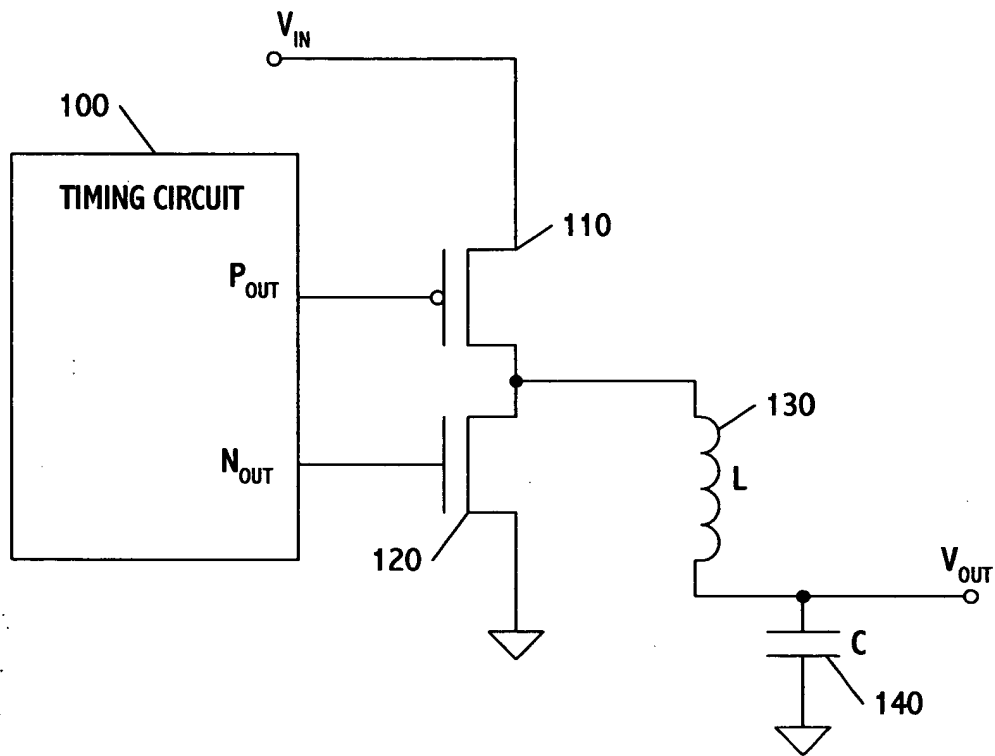 V_IN
100
TIMING CIRCUIT
110
P_OUT
130
N_OUT
L
120
V_OUT
C
140